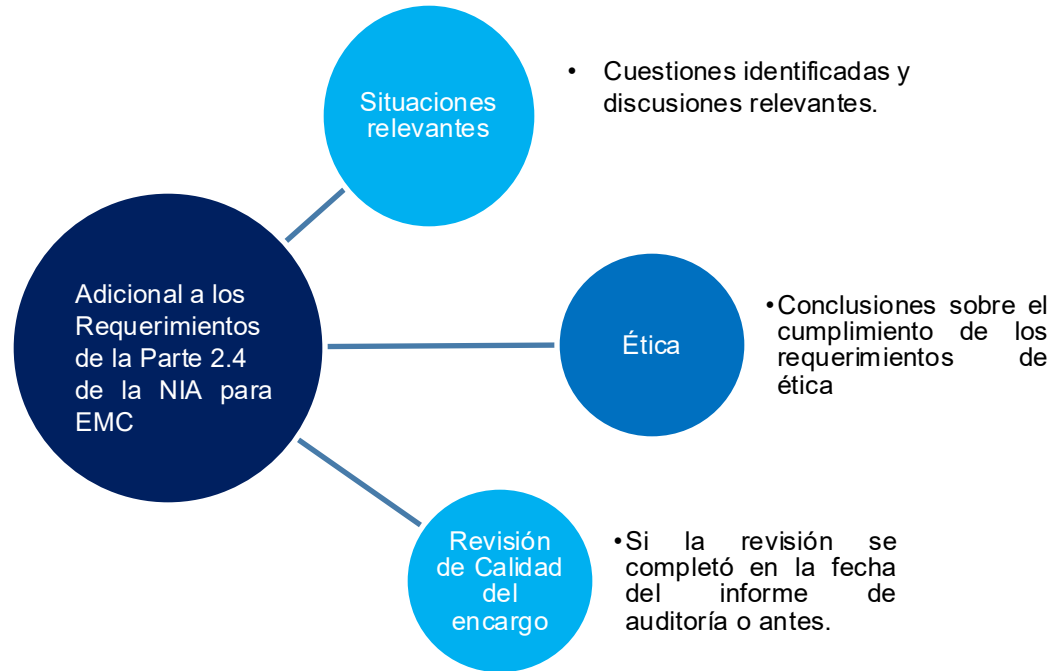 Situaciones
relevantes
• Cuestiones identificadas y
discusiones relevantes.
Adicional a los
Requerimientos
de la Parte 2.4
de la NIA para
EMC
Ética
•Conclusiones sobre el
cumplimiento de los
requerimientos de
ética
Revisión
de Calidad
del
encargo
•Si la revisión se
completó en la fecha
del informe de
auditoría o antes.